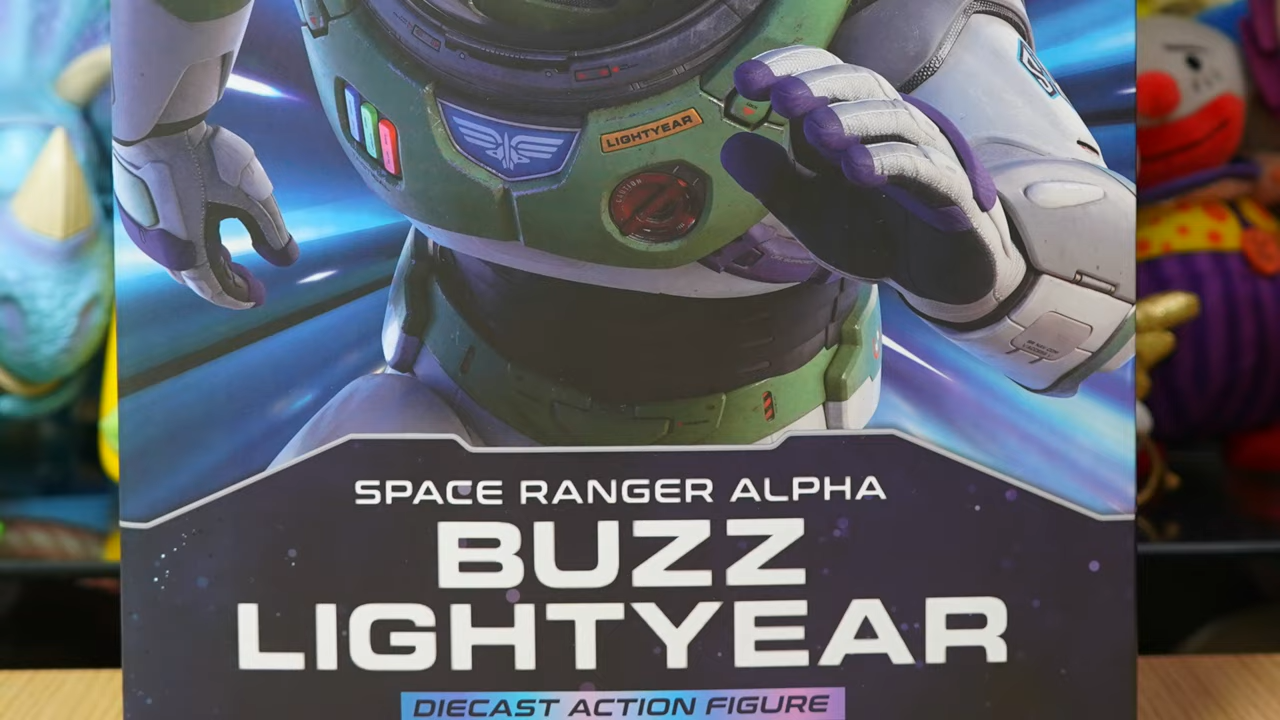 LIGHTYEAR
SPACE RANGER ALPHA
BUZZ
LIGHTYEAR
DIECAST ACTION FIGURE